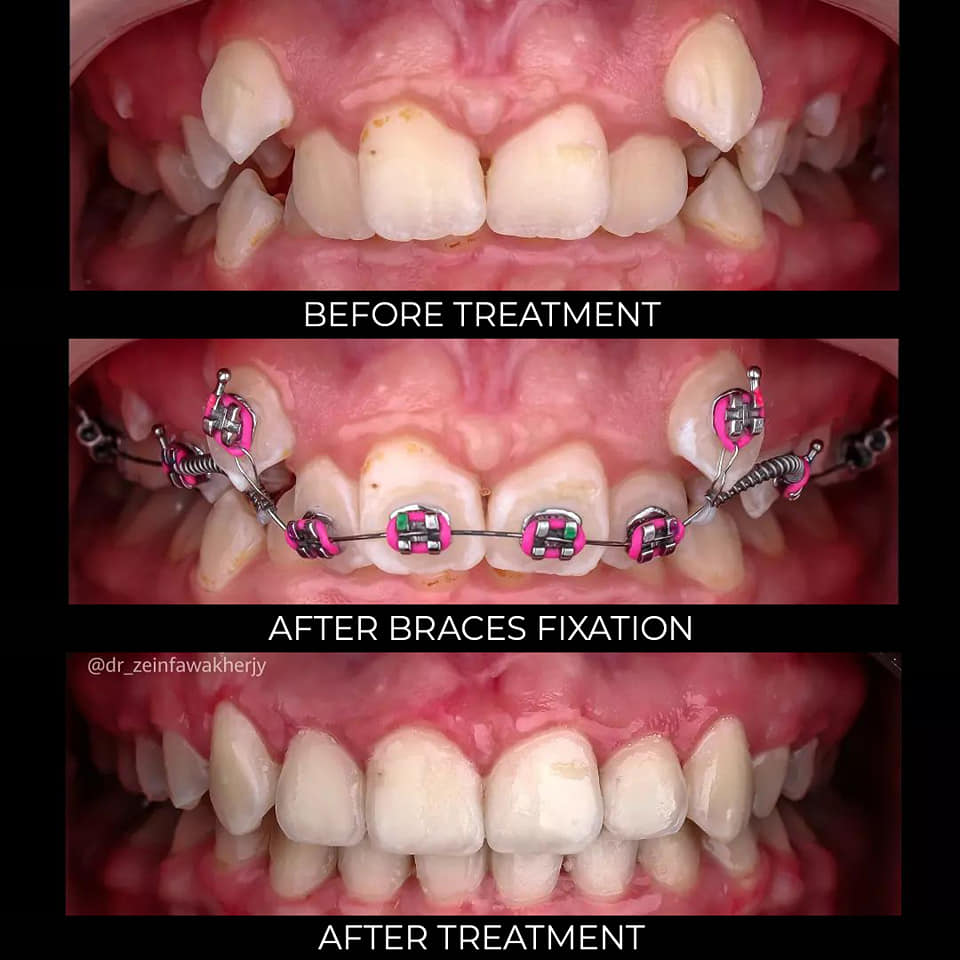 BEFORE TREATMENT
AFTER BRACES FIXATION
@dr_zeinfawakherjy
AFTER TREATMENT